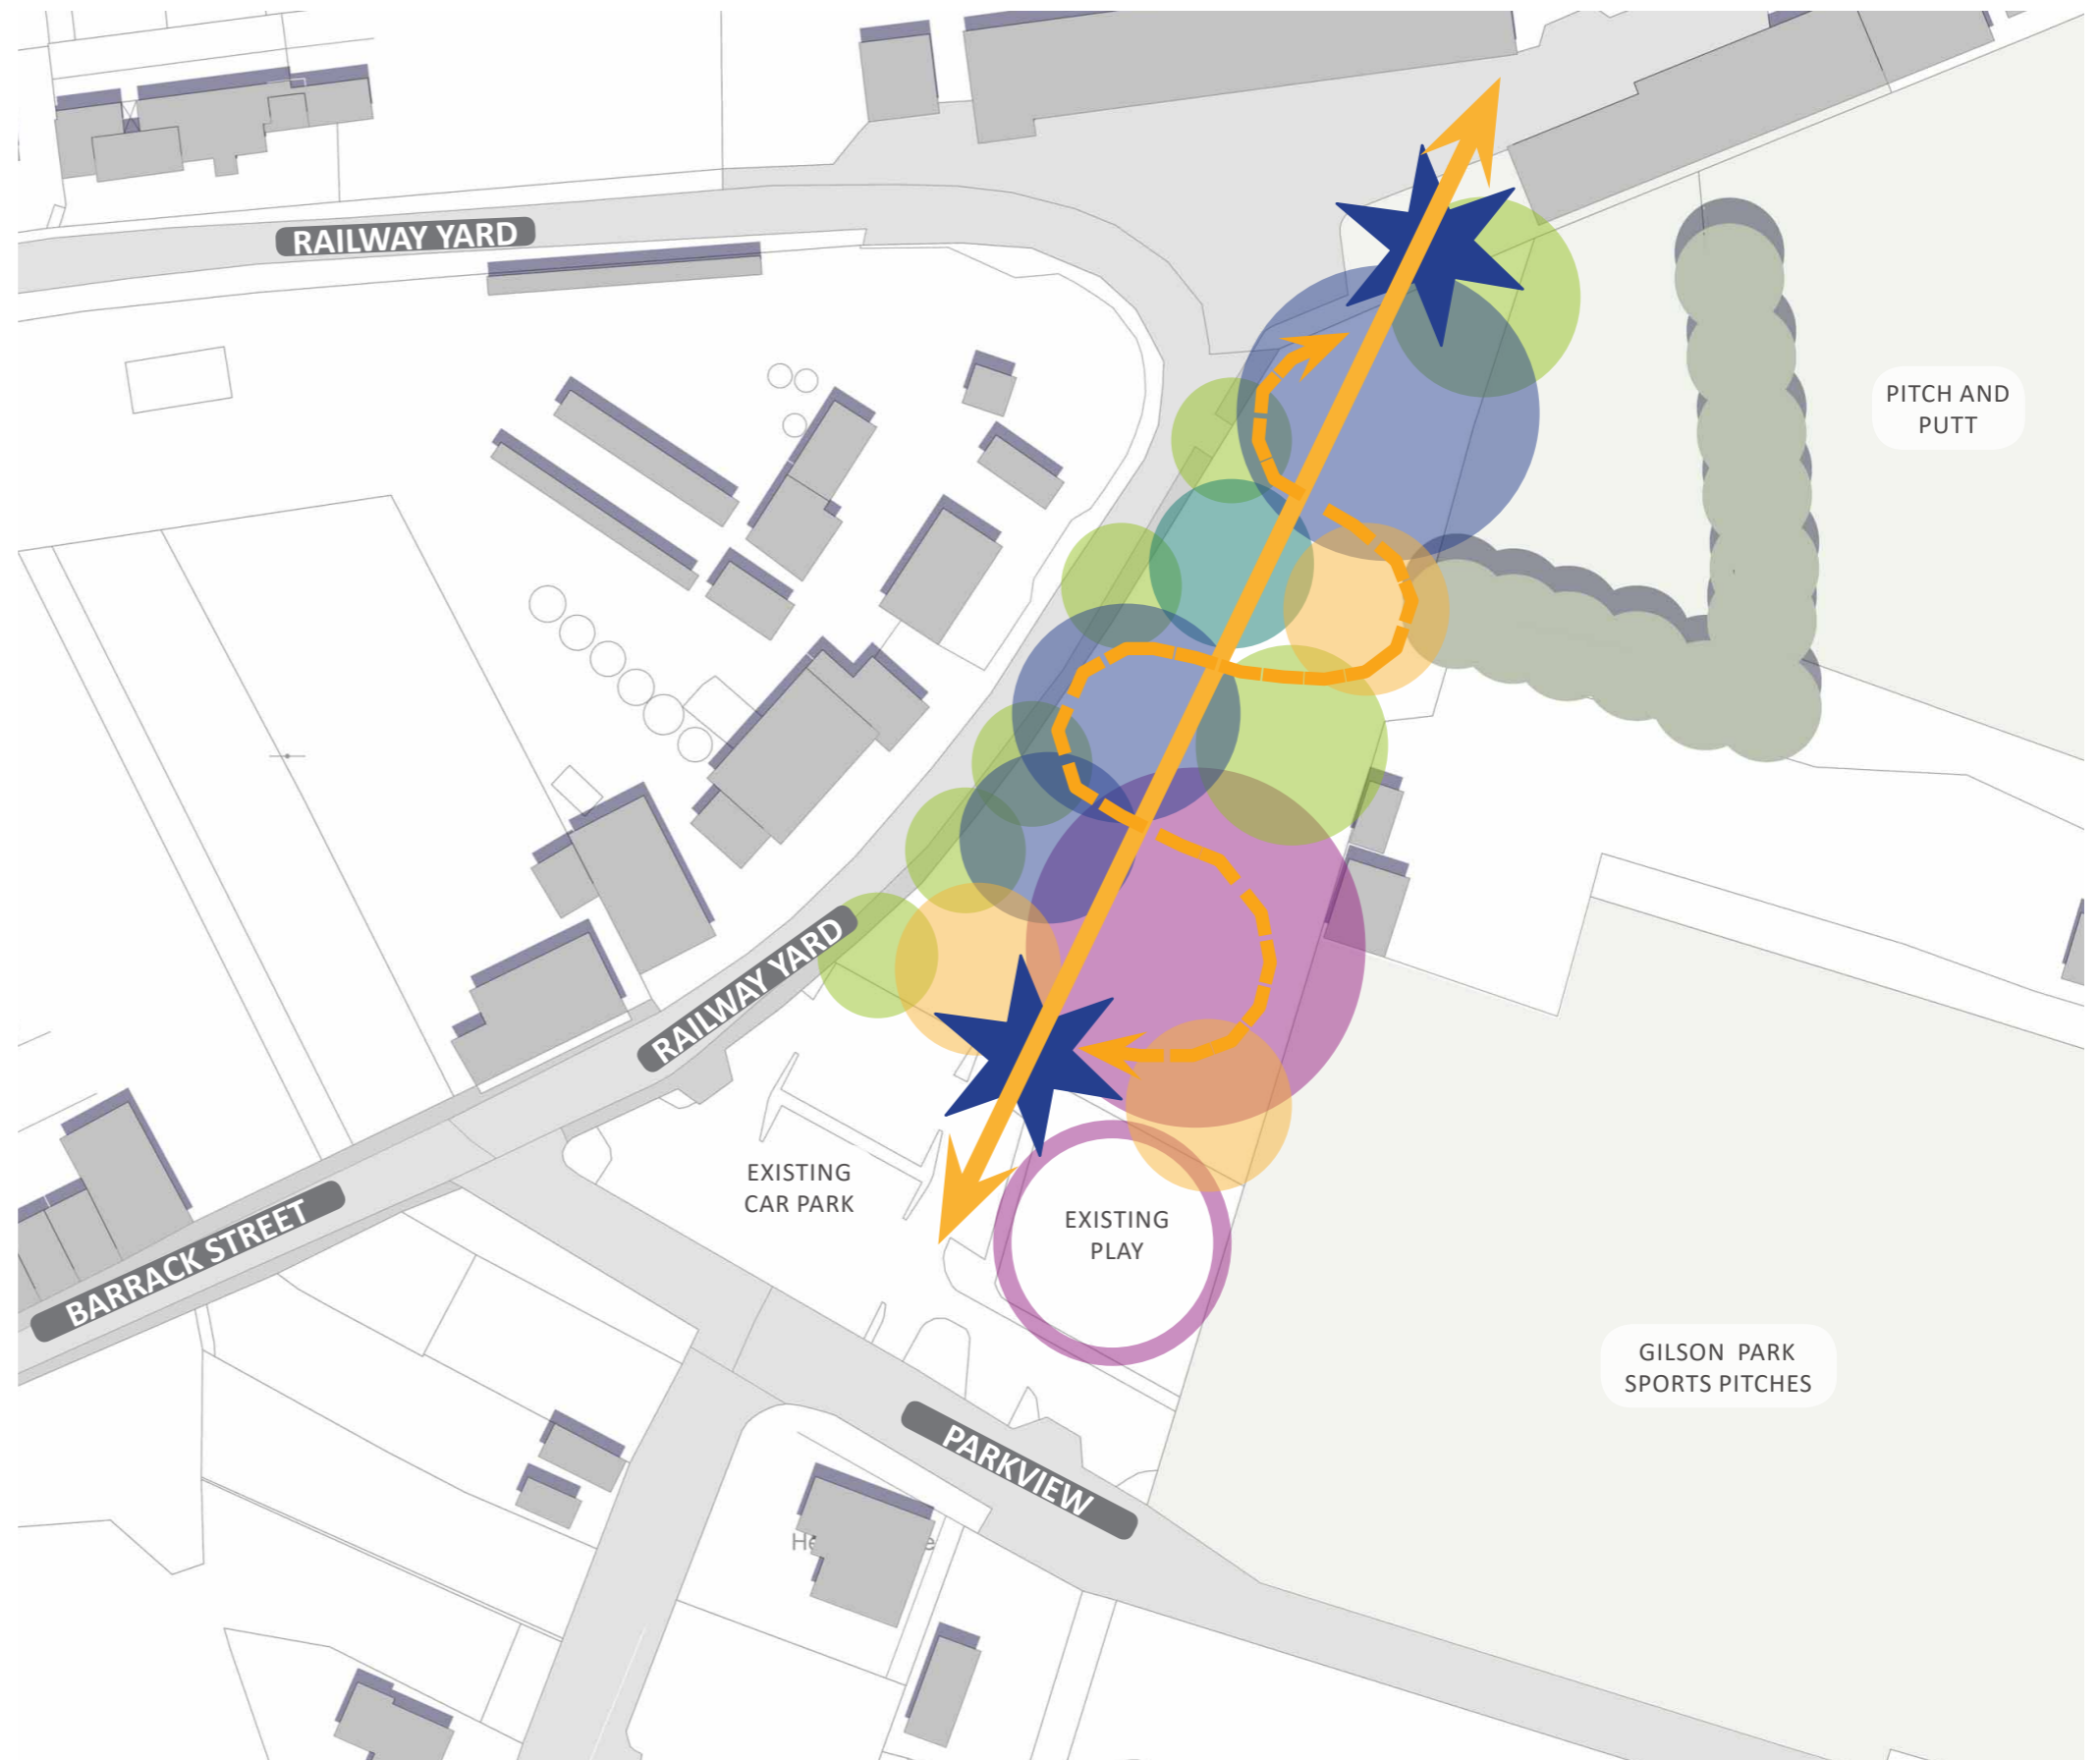 RAILWAY YARD
PITCH AND
PUTT
RAILWAY YARD
EXISTING
CAR PARK
EXISTING
PLAY
BARRACK STREET
GILSON PARK
SPORTS PITCHES
PARKVIEW